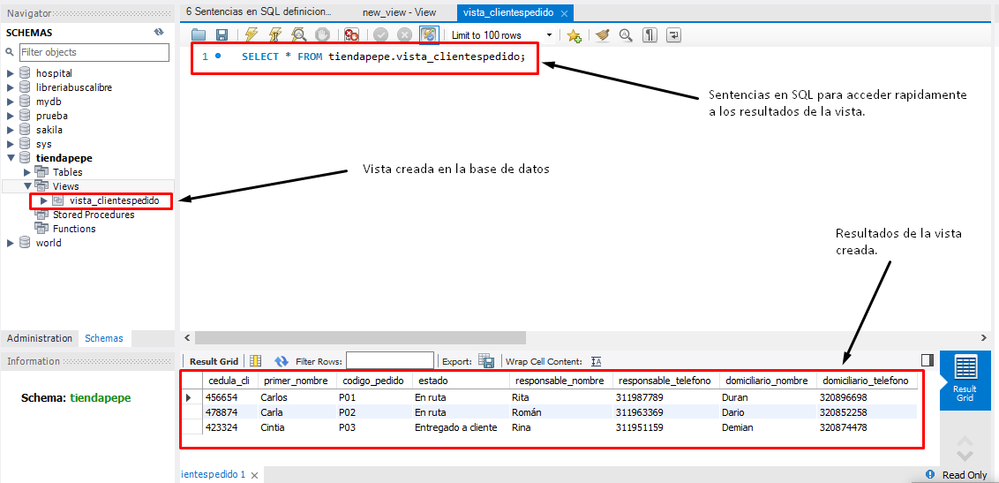 Navigator
SCHEMAS
Filter objects
hospital
libreriabuscalibre
mydb
prueba
sakila
sys
tiendapepe
Tables
Views
vista_clientespedido
Stored Procedures
Functions
world
Administration Schemas
Information
Schema: tiendapepe
6 Sentencias en SQL definicion... new_view - View vista_clientespedido
Limit to 100 rows
1 SELECT * FROM tiendapepe.vista_clientespedido;
Sentencias en SQL para acceder rapidamente
a los resultados de la vista.
Vista creada en la base de datos
Resultados de la vista
creada.
Result Grid Filter Rows: Export: Wrap Cell Content:
cedula_cli primer_nombre codigo_pedido estado responsable_nombre responsable_telefono domiciliario_nombre domiciliario_telefono
456654 Carlos P01 En ruta Rita 311987789 Duran 320896698
478874 Carla P02 En ruta Román 311963369 Dario 320852258
423324 Cintia P03 Entregado a cliente Rina 311951159 Demian 320874478
Result
Grid
ientespedido 1
Read Only